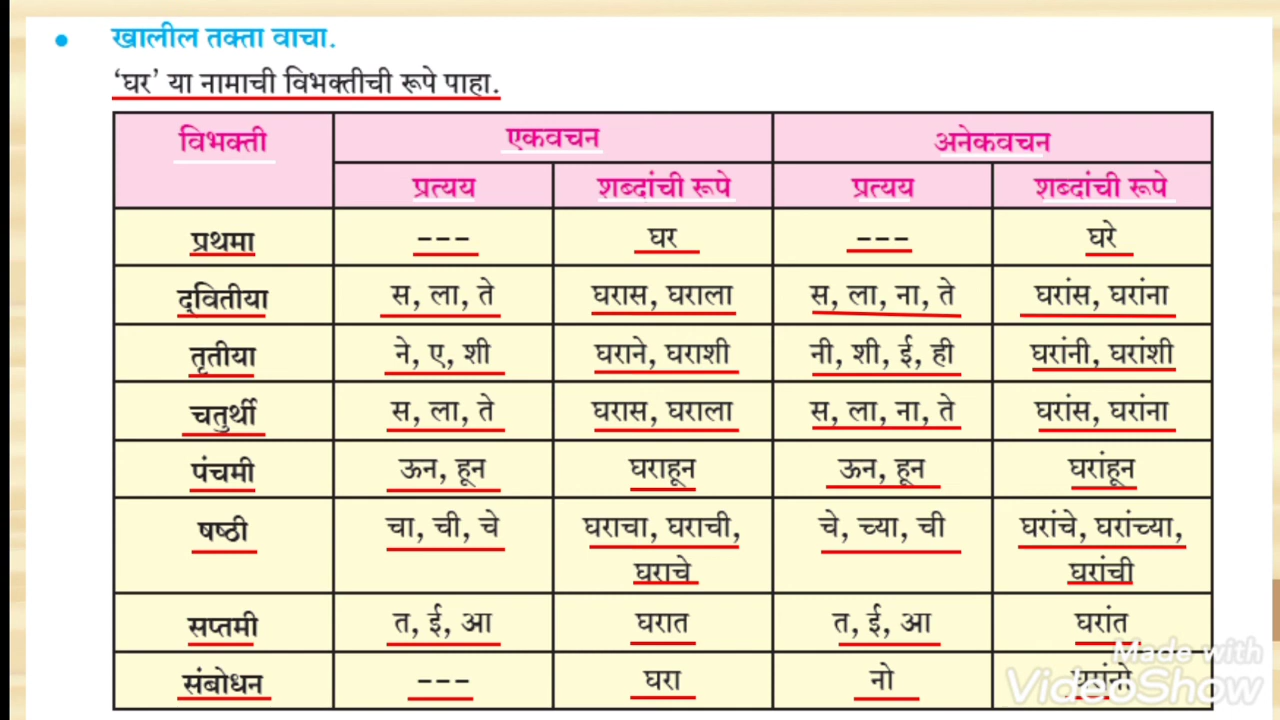 • खालील तक्ता वाचा.
‘घर’ या नामाची विभक्तीची रूपे पाहा.
विभक्ती एकवचन अनेकवचन
प्रत्यय शब्दांची रूपे प्रत्यय शब्दांची रूपे
प्रथमा --- घर --- घरे
द्‌वितीया स, ला, ते घरास, घराला स, ला, ना, ते घरांस, घरांना
तृतीया ने, ए, शी घराने, घराशी नी, शी, ई, ही घरांनी, घरांशी
चतुर्थी स, ला, ते घरास, घराला स, ला, ना, ते घरांस, घरांना
पंचमी ऊन, हून घराहून ऊन, हून घरांहून
षष्ठी चा, ची, चे घराचा, घराची, चे, च्या, ची घरांचे, घरांच्या,
घराचे घरांची
सप्तमी त, ई, आ घरात त, ई, आ घरांत
संबोधन --- घरा नो घरांनो
Made with
VideoShow